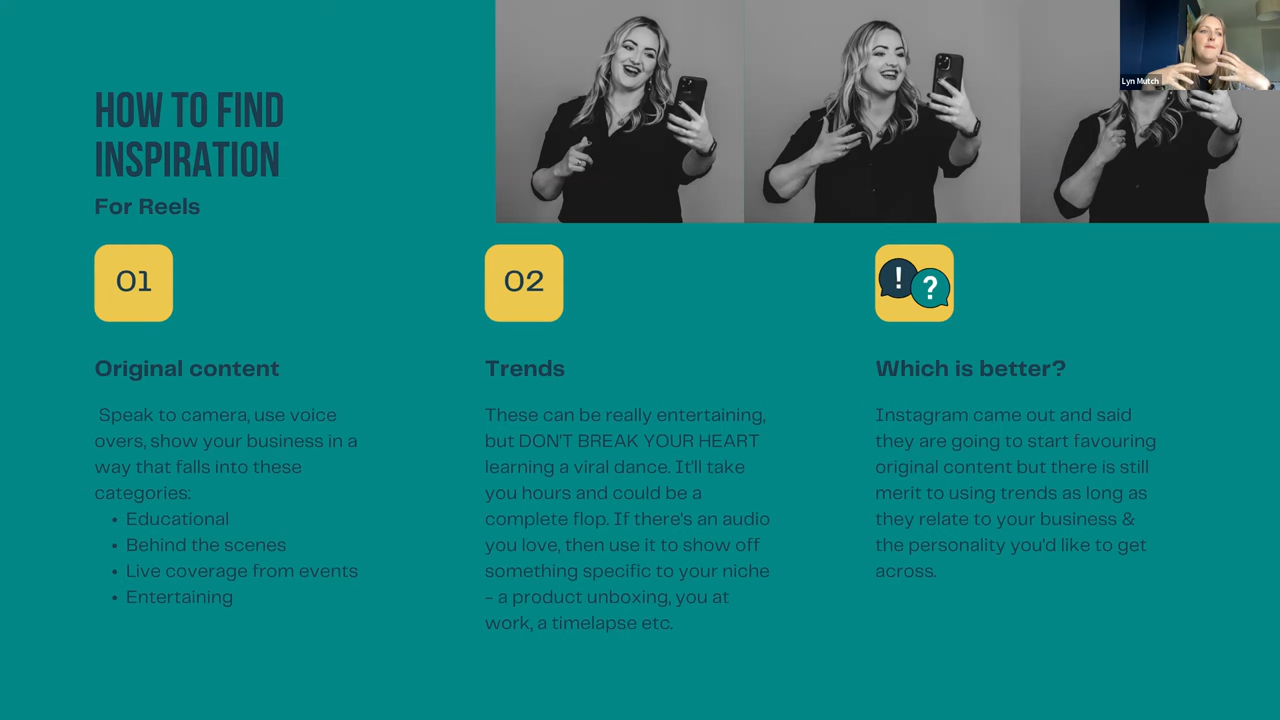 Lyn Mutch
HOW TO FIND
INSPIRATION
For Reels
01
Original content
Speak to camera, use voice
overs, show your business in a
way that falls into these
categories:
• Educational
• Behind the scenes
• Live coverage from events
• Entertaining
02
Trends
These can be really entertaining,
but DON'T BREAK YOUR HEART
learning a viral dance. It'll take
you hours and could be a
complete flop. If there's an audio
you love, then use it to show off
something specific to your niche
- a product unboxing, you at
work, a timelapse etc.
! ?
Which is better?
Instagram came out and said
they are going to start favouring
original content but there is still
merit to using trends as long as
they relate to your business &
the personality you'd like to get
across.